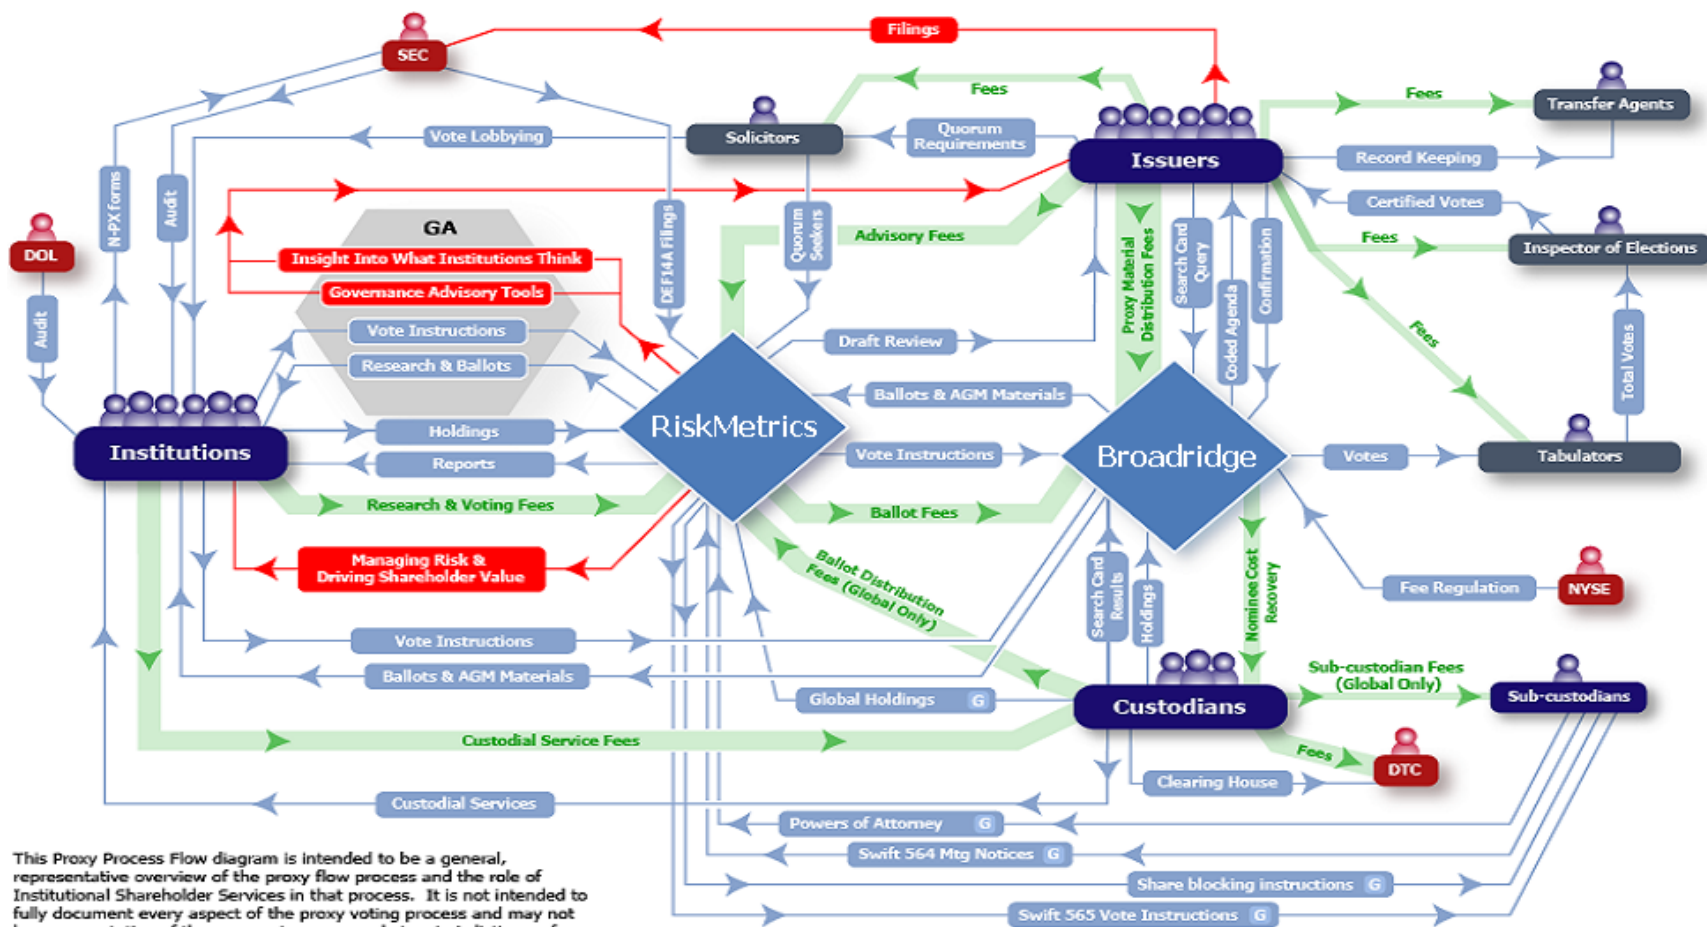 Filings
SEC
Fees
Fees
Transfer Agents
Vote Lobbying
Solicitors
Quorum
Requirements
Issuers
Record Keeping
N-PX forms
Audit
DEF14A Filings
Quorum
Seekers
Certified Votes
DOL
GA
Advisory Fees
Proxy Material
Distribution Fees
Search Card
Query
Coded Agenda
Confirmation
Fees
Inspector of Elections
Insight Into What Institutions Think
Governance Advisory Tools
Audit
Vote Instructions
Draft Review
Fees
Total Votes
Research & Ballots
Ballots & AGM Materials
Holdings
RiskMetrics
Institutions
Reports
Vote Instructions
Broadridge
Votes
Tabulators
Research & Voting Fees
Ballot Fees
Managing Risk &
Driving Shareholder Value
Ballot Distribution
Fees (Global Only)
Search Card
Results
Holdings
Nominee Cost
Recovery
Fee Regulation
NYSE
Vote Instructions
Ballots & AGM Materials
Sub-custodian Fees
(Global Only)
Sub-custodians
Global Holdings G
Custodians
Custodial Service Fees
Fees
DTC
Clearing House
Custodial Services
Powers of Attorney G
Swift 564 Mtg Notices G
Share blocking instructions G
Swift 565 Vote Instructions G
This Proxy Process Flow diagram is intended to be a general,
representative overview of the proxy flow process and the role of
Institutional Shareholder Services in that process. It is not intended to
fully document every aspect of the proxy voting process and may not